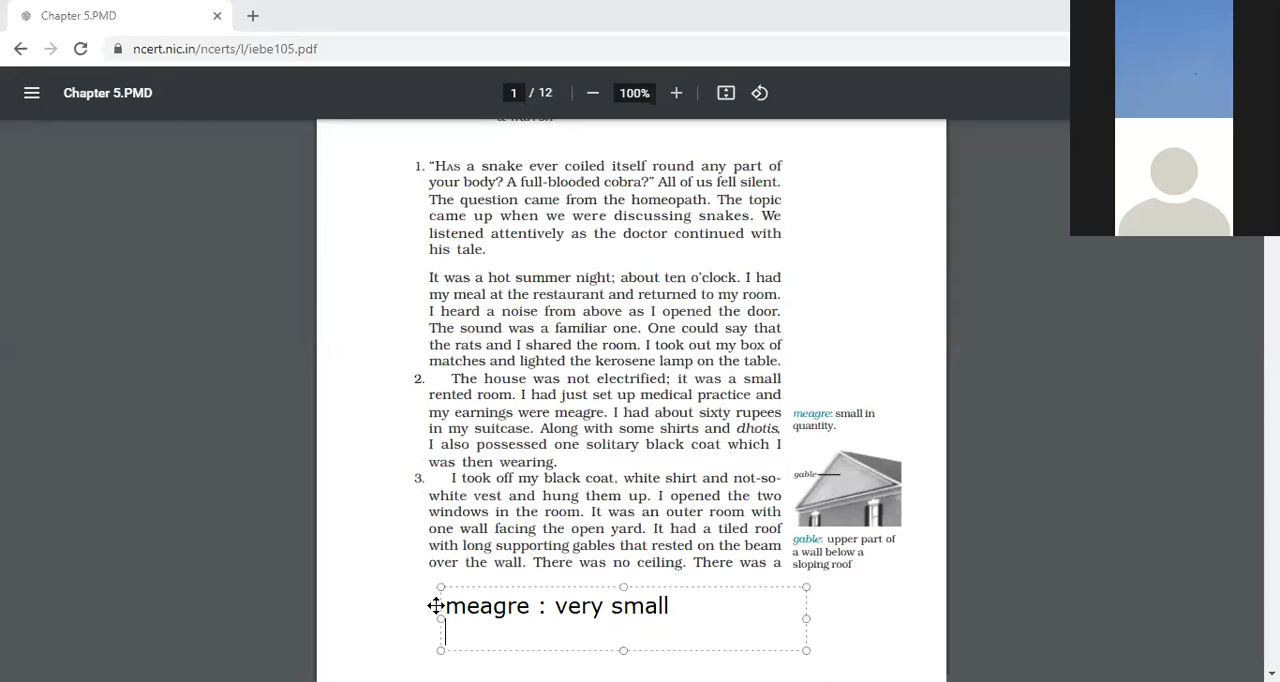 Chapter 5.PMD
ncert.nic.in/ncerts/l/iebe105.pdf
Chapter 5.PMD
1 / 12
100%
1. “HAS a snake ever coiled itself round any part of
your body? A full-blooded cobra?” All of us fell silent.
The question came from the homeopath. The topic
came up when we were discussing snakes. We
listened attentively as the doctor continued with
his tale.
It was a hot summer night; about ten o’clock. I had
my meal at the restaurant and returned to my room.
I heard a noise from above as I opened the door.
The sound was a familiar one. One could say that
the rats and I shared the room. I took out my box of
matches and lighted the kerosene lamp on the table.
2. The house was not electrified; it was a small
rented room. I had just set up medical practice and
my earnings were meagre. I had about sixty rupees
in my suitcase. Along with some shirts and dhotis,
I also possessed one solitary black coat which I
was then wearing.
3. I took off my black coat, white shirt and not-so-
white vest and hung them up. I opened the two
windows in the room. It was an outer room with
one wall facing the open yard. It had a tiled roof
with long supporting gables that rested on the beam
over the wall. There was no ceiling. There was a
meagre: small in
quantity.
gable
gable: upper part of
a wall below a
sloping roof
meagre : very small